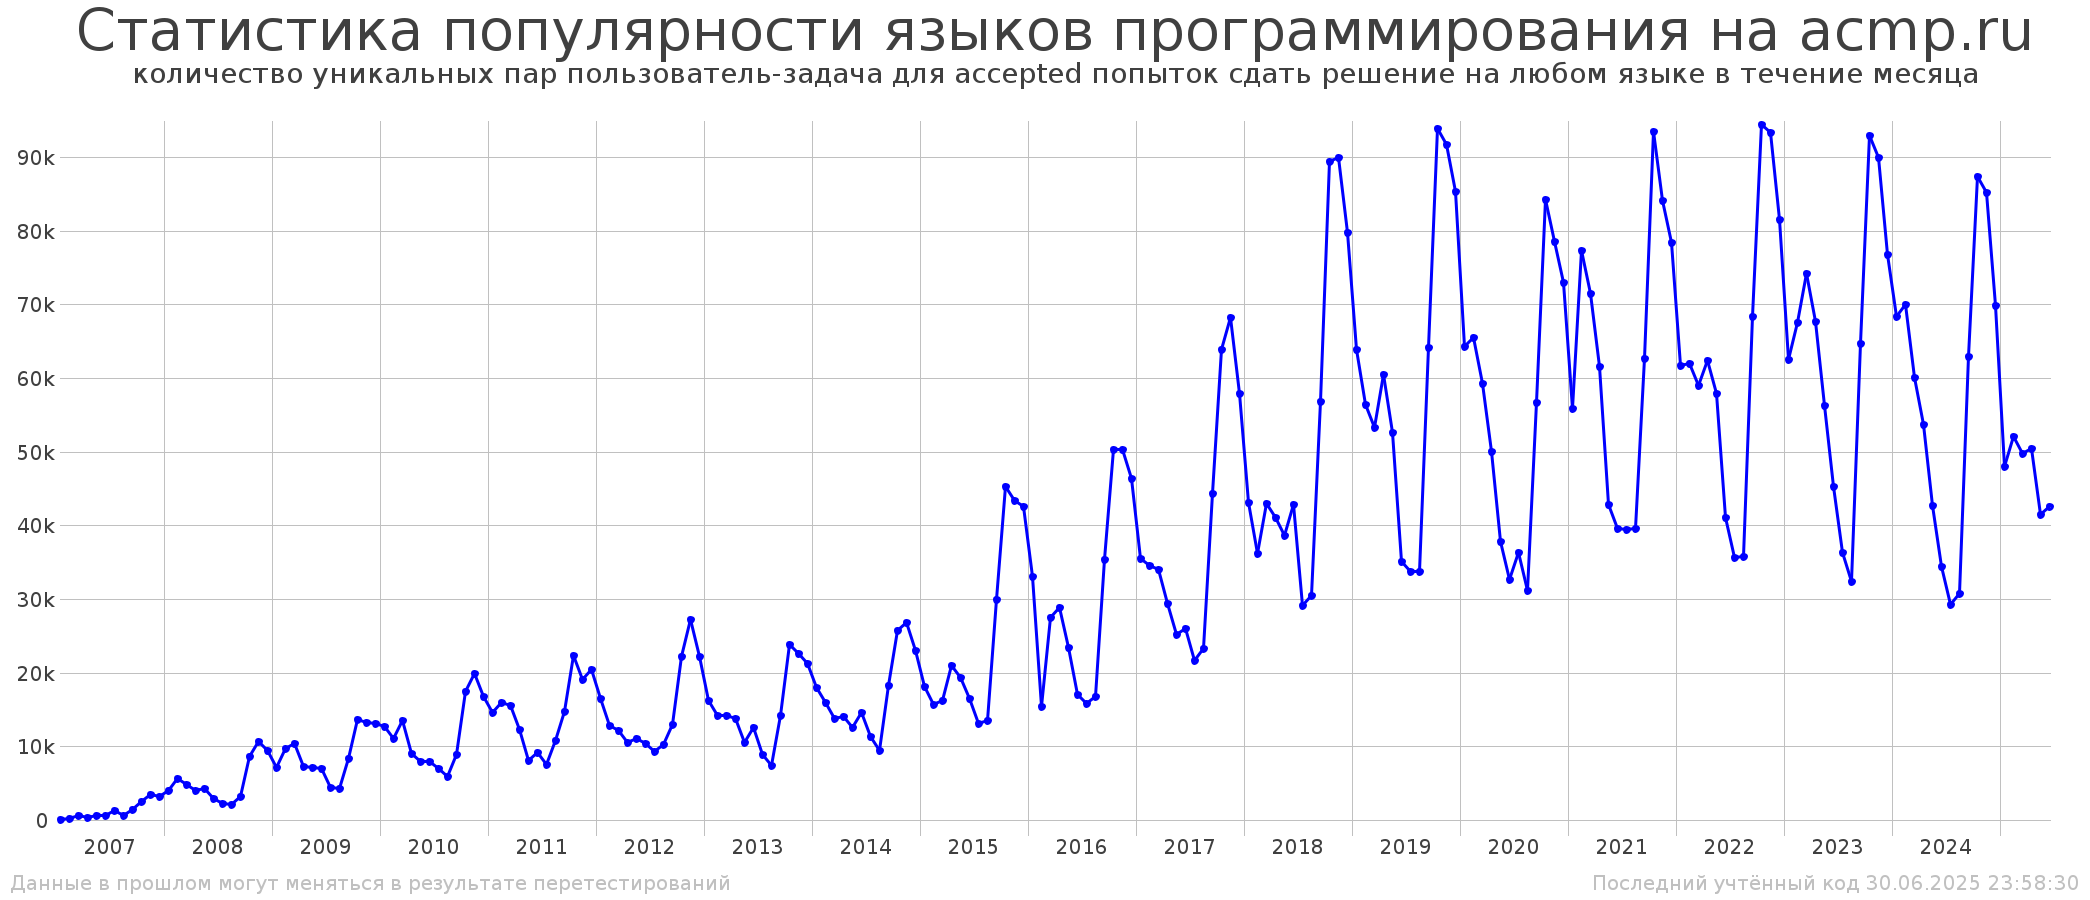 Статистика популярности языков программирования на acmp.ru
количество уникальных пар пользователь-задача для accepted попыток сдать решение на любом языке в течение месяца
90k
80k
70k
60k
50k
40k
30k
20k
10k
0
2007 2008 2009 2010 2011 2012 2013 2014 2015 2016 2017 2018 2019 2020 2021 2022 2023 2024
Данные в прошлом могут меняться в результате перетестирований
Последний учтённый код 30.06.2025 23:58:30